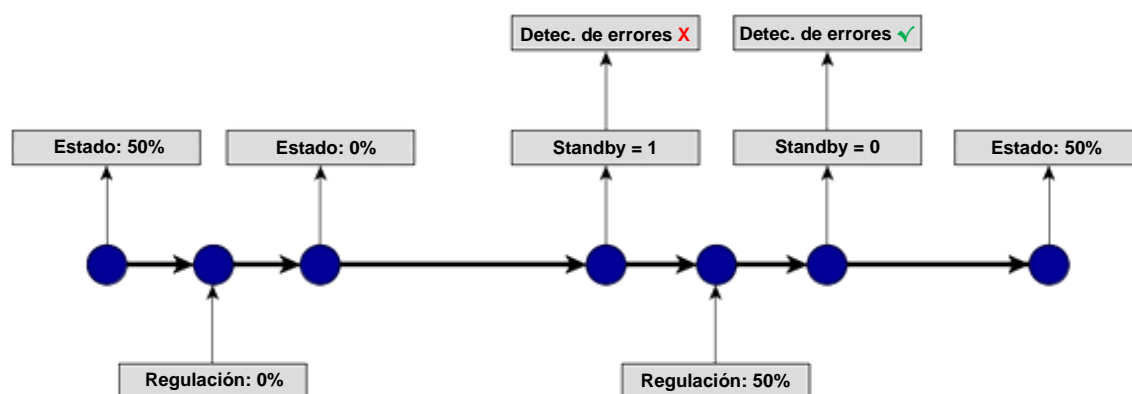 Detec. de errores X
Detec. de errores ✓
Estado: 50%
Estado: 0%
Standby = 1
Standby = 0
Estado: 50%
Regulación: 0%
Regulación: 50%